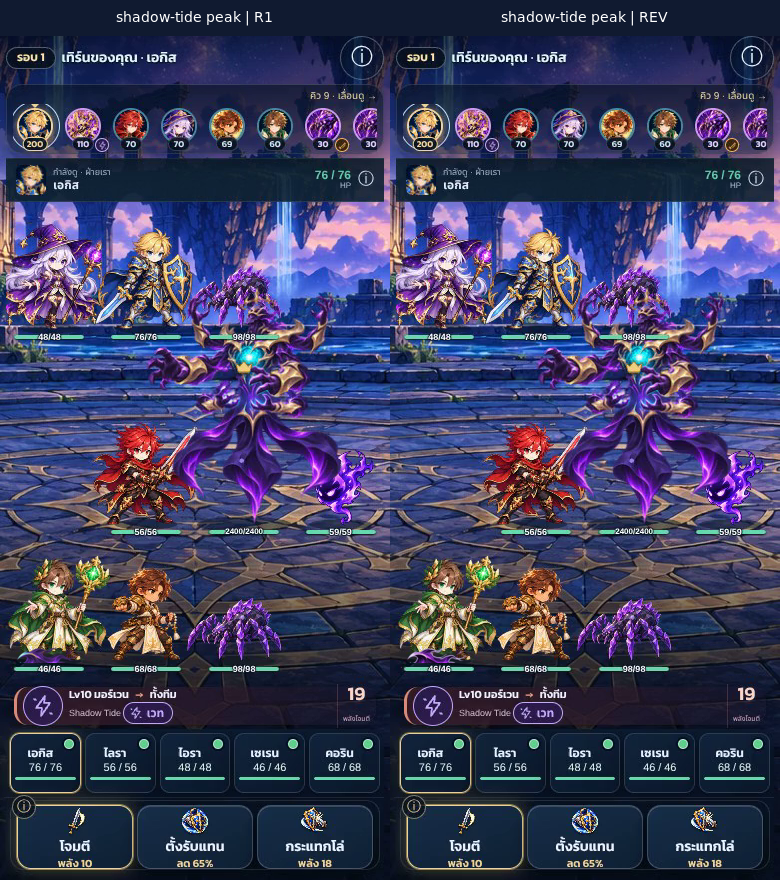 shadow-tide peak | R1
รอบ 1 เทิร์นของคุณ · เอกิส
คิว 9 · เลื่อนดู →
200 110 70 70 69 60 30 30
กำลังดู · ฝ่ายเรา
เอกิส
76 / 76
HP
48/48 76/76 98/98
56/56 2400/2400 59/59
46/46 68/68 98/98
Lv10 มอร์เวน → ทั้งทีม
Shadow Tide เวท
19
พลังโจมตี
เอกิส ไลรา ไอรา เซเรน คอริน
76 / 76 56 / 56 48 / 48 46 / 46 68 / 68
โจมตี ตั้งรับแทน กระแทกโล่
พลัง 10 ลด 65% พลัง 18
shadow-tide peak | REV
รอบ 1 เทิร์นของคุณ · เอกิส
คิว 9 · เลื่อนดู →
200 110 70 70 69 60 30 30
กำลังดู · ฝ่ายเรา
เอกิส
76 / 76
HP
48/48 76/76 98/98
56/56 2400/2400 59/59
46/46 68/68 98/98
Lv10 มอร์เวน → ทั้งทีม
Shadow Tide เวท
19
พลังโจมตี
เอกิส ไลรา ไอรา เซเรน คอริน
76 / 76 56 / 56 48 / 48 46 / 46 68 / 68
โจมตี ตั้งรับแทน กระแทกโล่
พลัง 10 ลด 65% พลัง 18